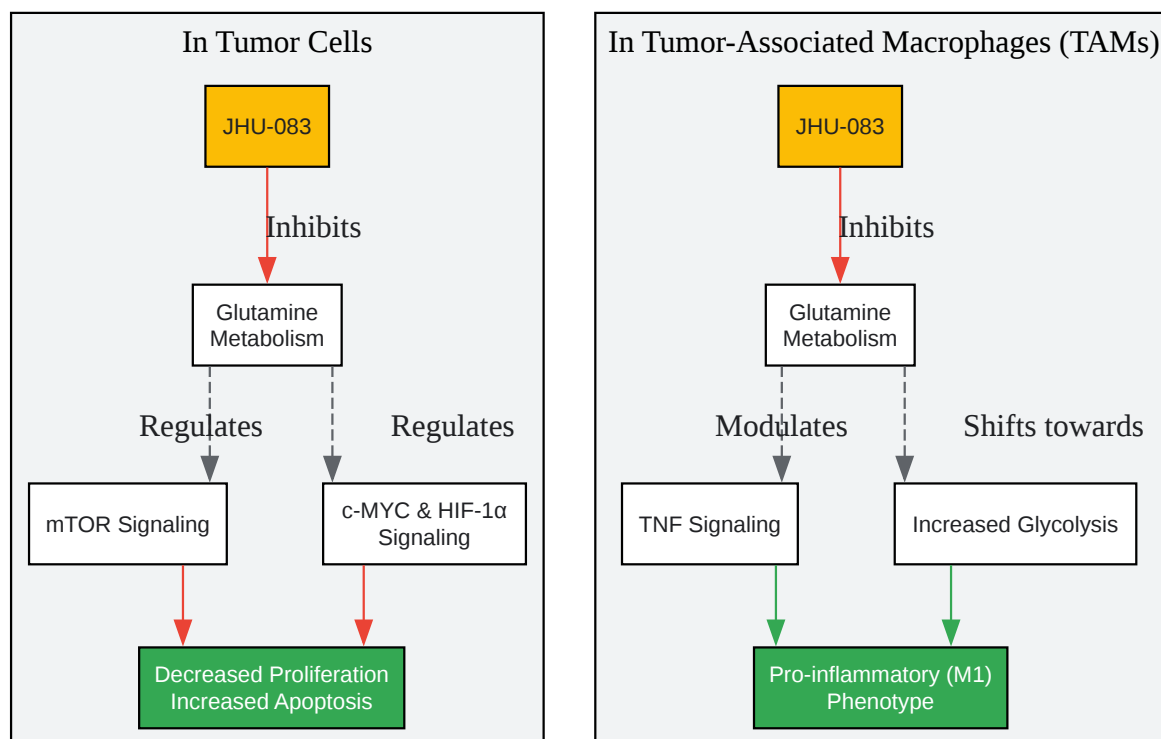 In Tumor Cells
JHU-083
Inhibits
Glutamine
Metabolism
Regulates
Regulates
mTOR Signaling
c-MYC & HIF-1α
Signaling
Decreased Proliferation
Increased Apoptosis
In Tumor-Associated Macrophages (TAMs)
JHU-083
Inhibits
Glutamine
Metabolism
Modulates
Shifts towards
TNF Signaling
Increased Glycolysis
Pro-inflammatory (M1)
Phenotype